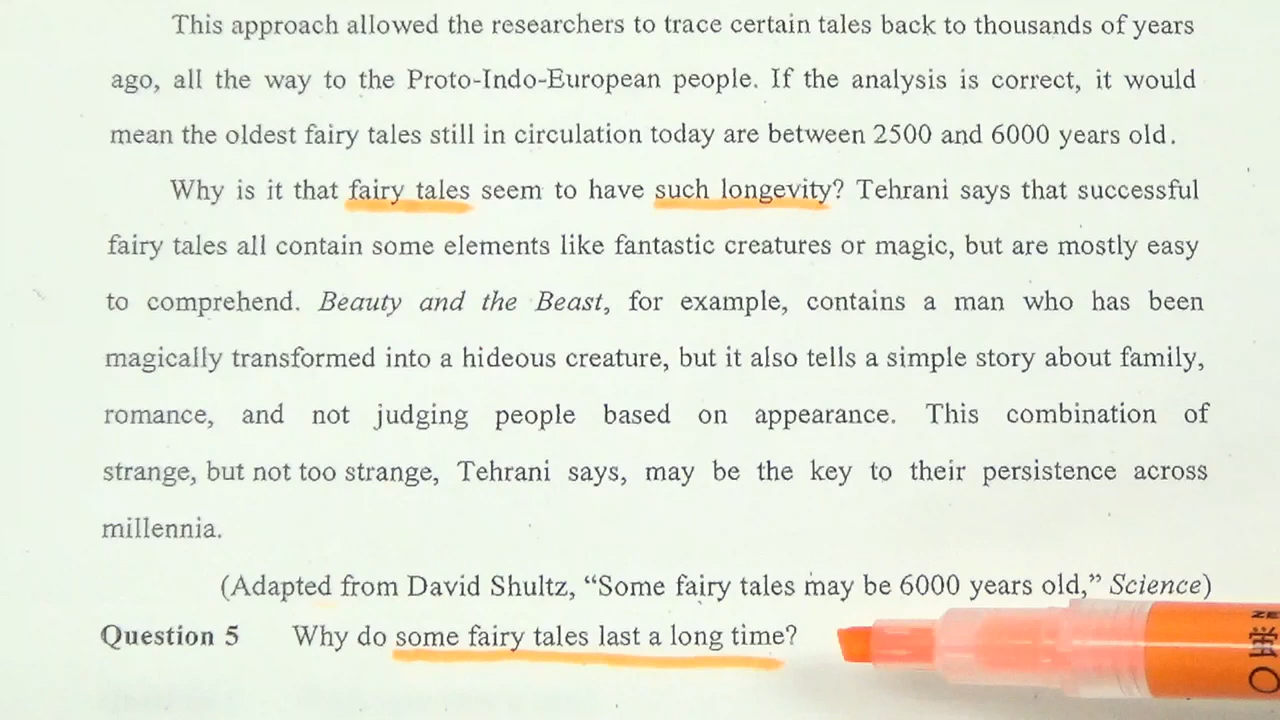 This approach allowed the researchers to trace certain tales back to thousands of years
ago, all the way to the Proto-Indo-European people. If the analysis is correct, it would
mean the oldest fairy tales still in circulation today are between 2500 and 6000 years old.
Why is it that fairy tales seem to have such longevity? Tehrani says that successful
fairy tales all contain some elements like fantastic creatures or magic, but are mostly easy
to comprehend. Beauty and the Beast, for example, contains a man who has been
magically transformed into a hideous creature, but it also tells a simple story about family,
romance, and not judging people based on appearance. This combination of
strange, but not too strange, Tehrani says, may be the key to their persistence across
millennia.
(Adapted from David Shultz, “Some fairy tales may be 6000 years old,” Science)
Question 5 Why do some fairy tales last a long time?